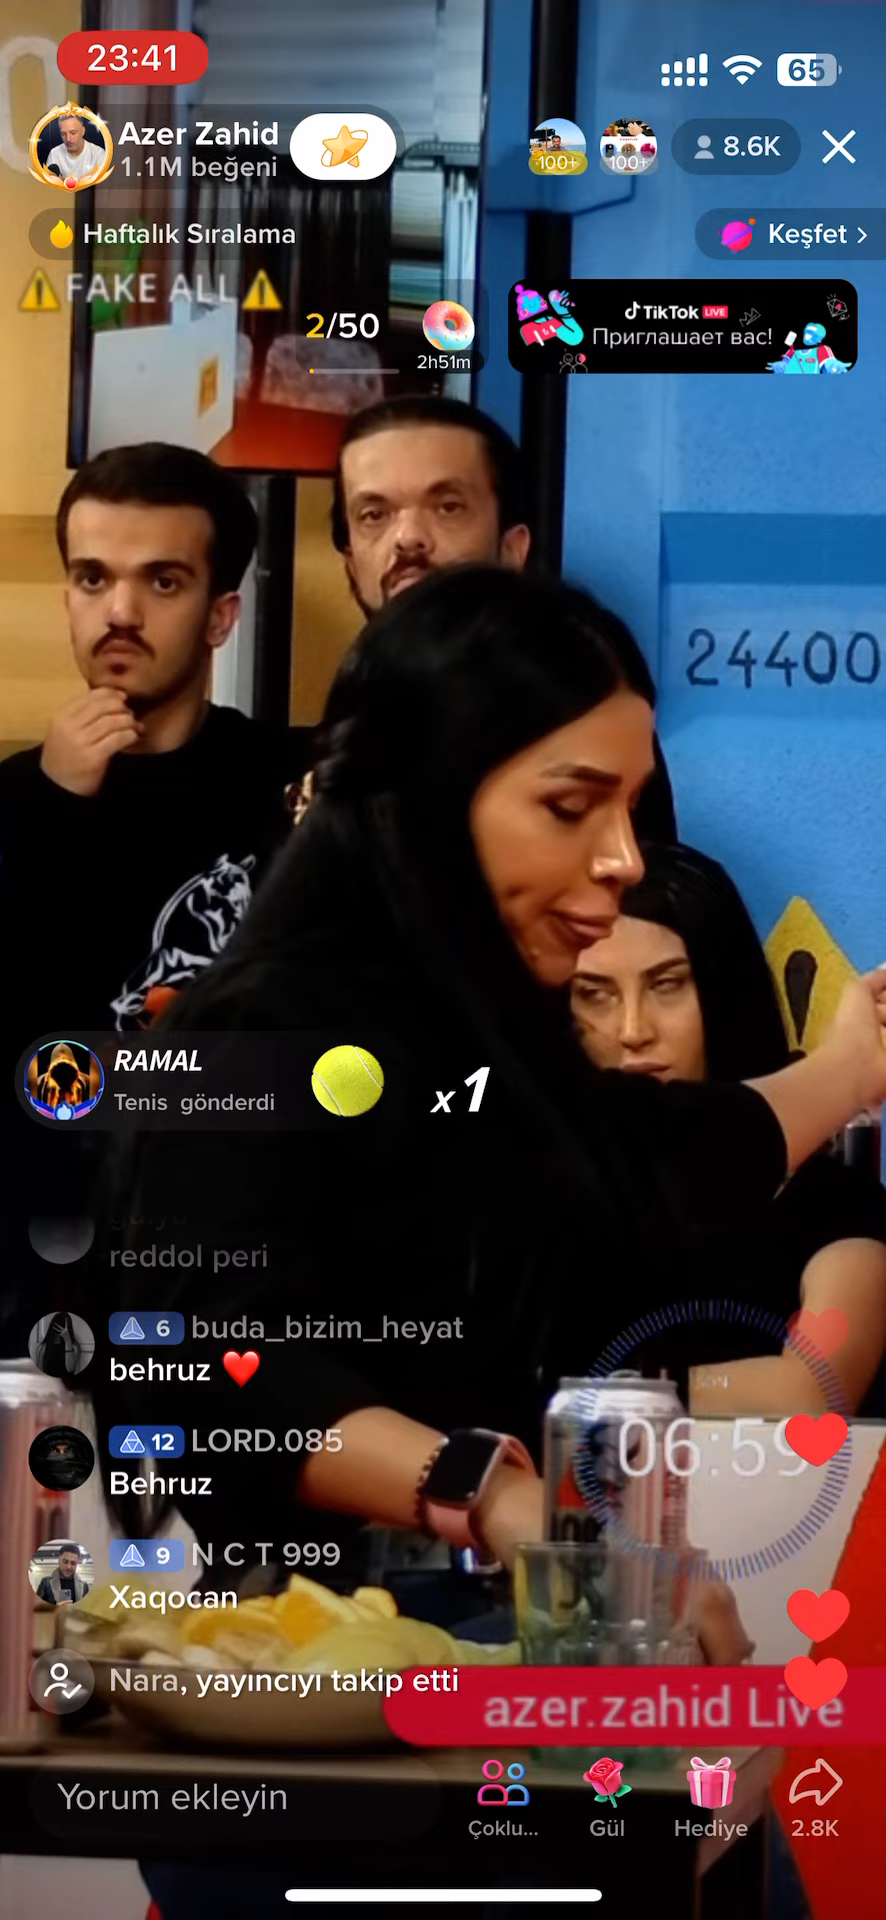 23:41
65
Azer Zahid
1.1M beğeni
100+
100+
8.6K
Haftalık Sıralama
Keşfet >
⚠️FAKE ALL⚠️
2/50
2h51m
TikTok LIVE
Приглашает вас!
24400
RAMAL
Tenis gönderdi
x1
reddol peri
6 buda_bizim_heyat
behruz ❤️
12 LORD.085
Behruz
06:59
9 N C T 999
Xaqocan
Nara, yayıncıyı takip etti
azer.zahid Live
Yorum ekleyin
Çoklu...
Gül
Hediye
2.8K